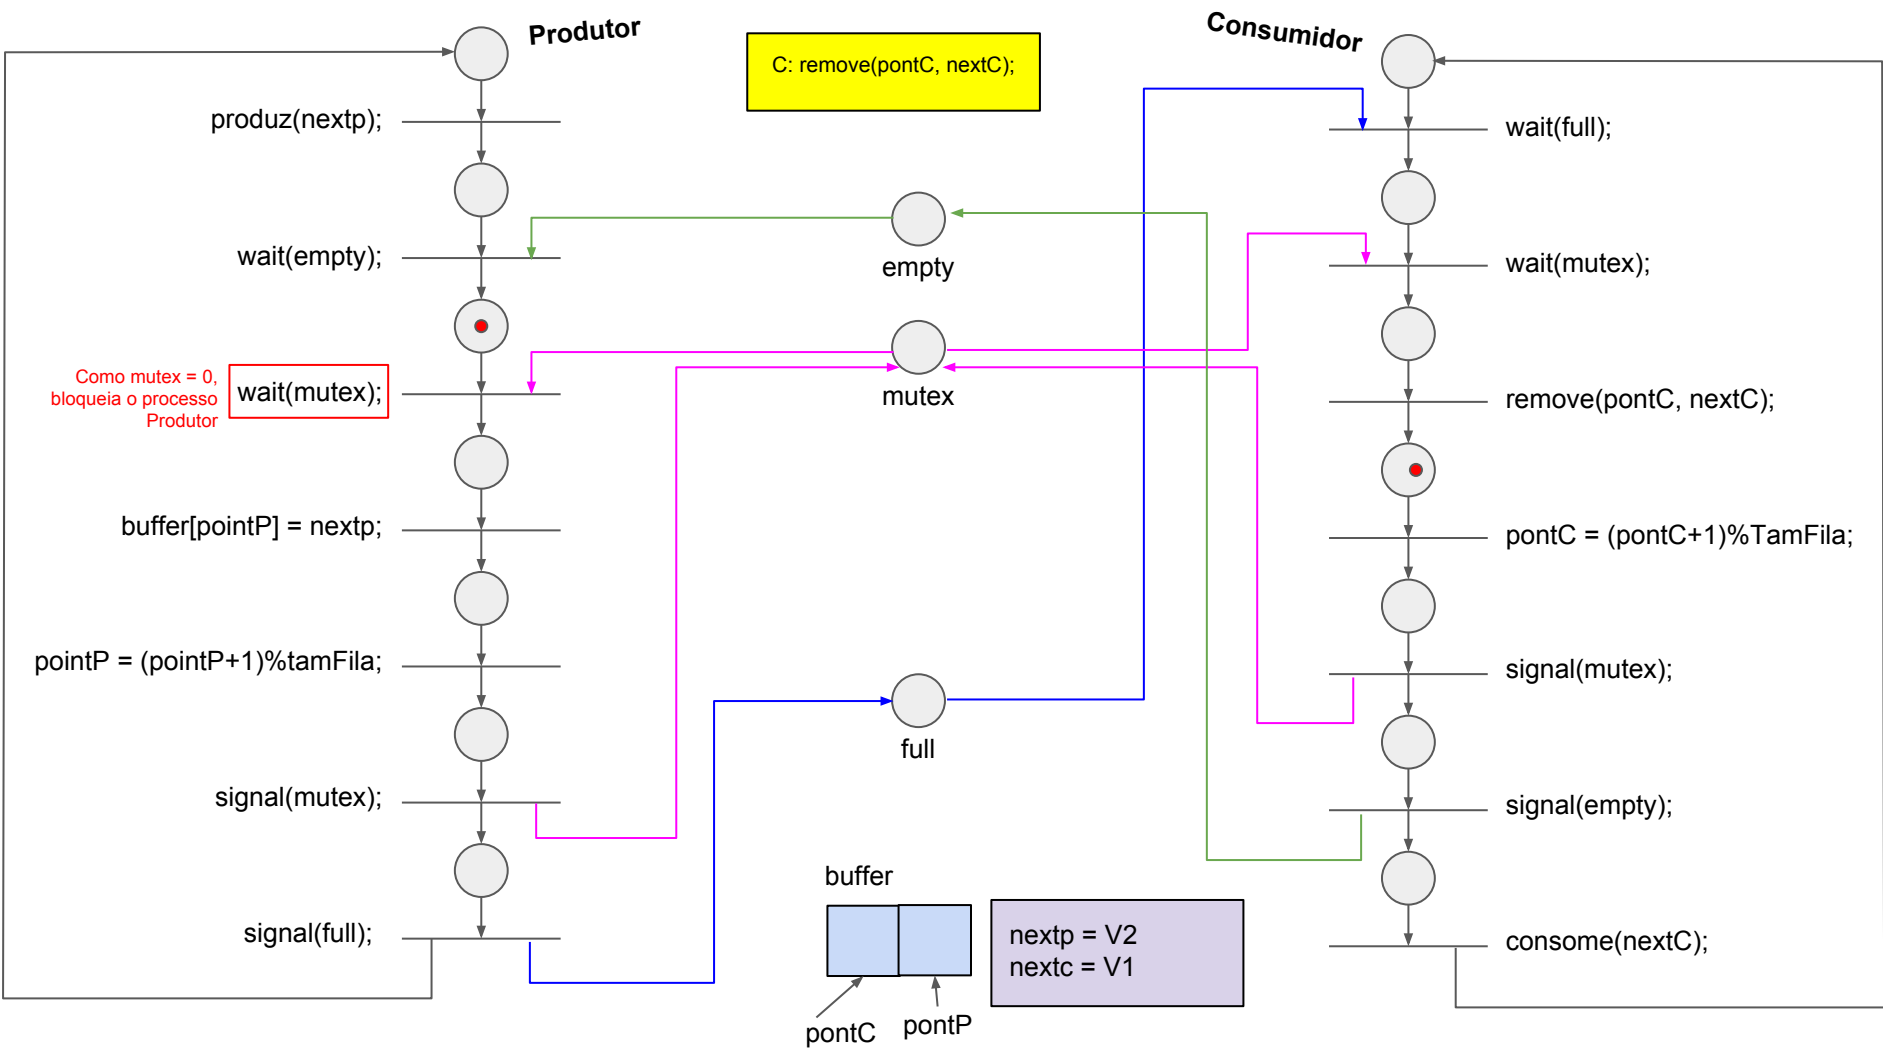 Produtor
Consumidor
C: remove(pontC, nextC);
produz(nextp);
wait(full);
wait(empty);
empty
wait(mutex);
Como mutex = 0,
bloqueia o processo
Produtor
wait(mutex);
mutex
remove(pontC, nextC);
buffer[pointP] = nextp;
pontC = (pontC+1)%TamFila;
pointP = (pointP+1)%tamFila;
signal(mutex);
full
signal(mutex);
signal(empty);
buffer
signal(full);
nextp = V2
nextc = V1
consome(nextC);
pontC
pontP